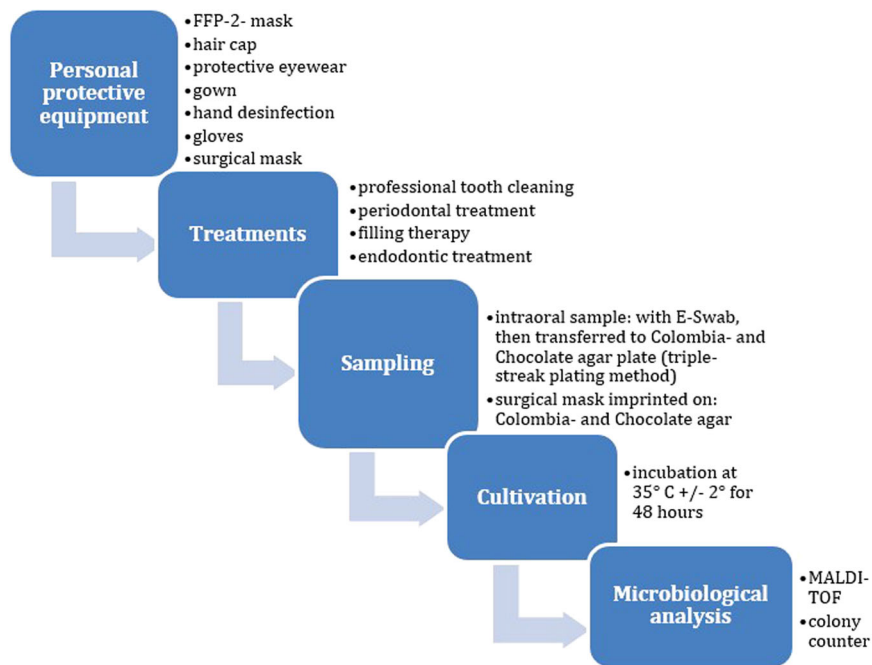 Personal
protective
equipment
•FFP-2- mask
•hair cap
•protective eyewear
•gown
•hand desinfection
•gloves
•surgical mask
Treatments
•professional tooth cleaning
•periodontal treatment
•filling therapy
•endodontic treatment
Sampling
•intraoral sample: with E-Swab,
then transferred to Colombia- and
Chocolate agar plate (triple-
streak plating method)
•surgical mask imprinted on:
Colombia- and Chocolate agar
Cultivation
•incubation at
35° C +/- 2° for
48 hours
Microbiological
analysis
•MALDI-
TOF
•colony
counter